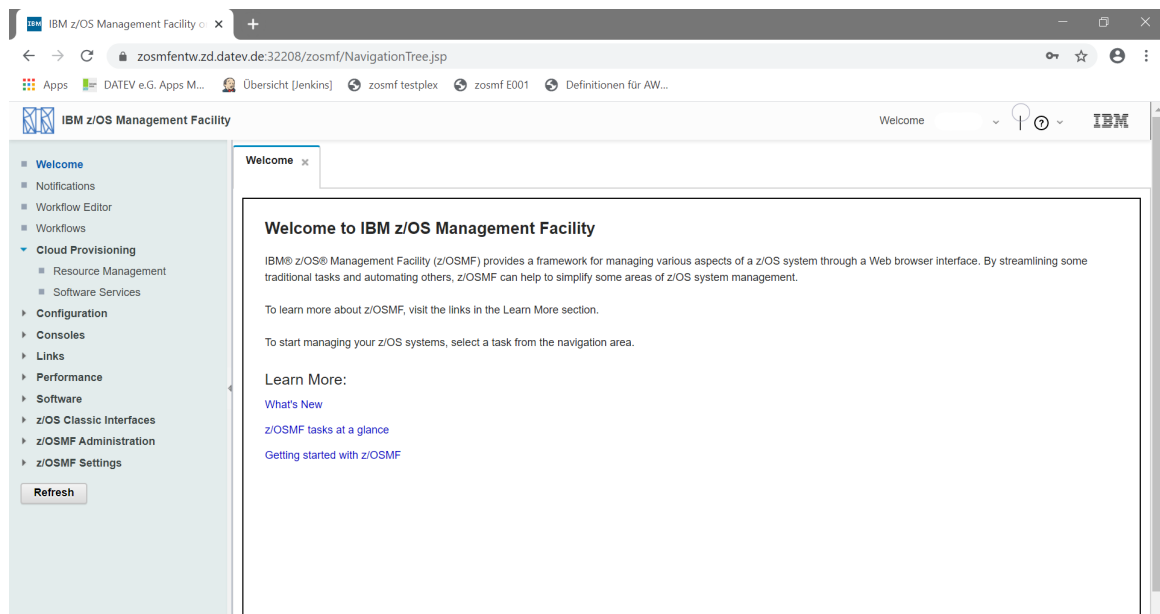 IBM IBM z/OS Management Facility o
zosmfentw.zd.datev.de:32208/zosmf/NavigationTree.jsp
Apps DATEV e.G. Apps M... Übersicht [Jenkins] zosmf testplex zosmf E001 Definitionen für AW...
IBM z/OS Management Facility Welcome ? IBM
Welcome
Notifications
Workflow Editor
Workflows
Cloud Provisioning
Resource Management
Software Services
Configuration
Consoles
Links
Performance
Software
z/OS Classic Interfaces
z/OSMF Administration
z/OSMF Settings
Refresh
Welcome
Welcome to IBM z/OS Management Facility
IBM® z/OS® Management Facility (z/OSMF) provides a framework for managing various aspects of a z/OS system through a Web browser interface. By streamlining some
traditional tasks and automating others, z/OSMF can help to simplify some areas of z/OS system management.
To learn more about z/OSMF, visit the links in the Learn More section.
To start managing your z/OS systems, select a task from the navigation area.
Learn More:
What's New
z/OSMF tasks at a glance
Getting started with z/OSMF